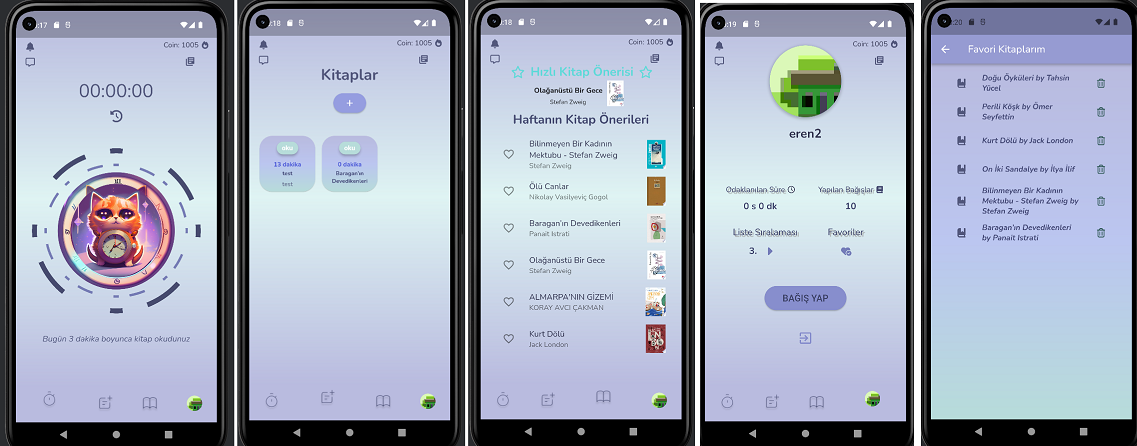 :17
Coin: 1005
00:00:00
Bugün 3 dakika boyunca kitap okudunuz
:18
Coin: 1005
Kitaplar
+
oku
13 dakika
test
test
oku
0 dakika
Baragan'ın
Devedikenleri
:18
Coin: 1005
Hızlı Kitap Önerisi
Olağanüstü Bir Gece
Stefan Zweig
Haftanın Kitap Önerileri
Bilinmeyen Bir Kadının
Mektubu - Stefan Zweig
Stefan Zweig
Ölü Canlar
Nikolay Vasilyeviç Gogol
Baragan'ın Devedikenleri
Panait Istrati
Olağanüstü Bir Gece
Stefan Zweig
ALMARPA'NIN GİZEMİ
KORAY AVCI ÇAKMAN
Kurt Dölü
Jack London
:19
Coin: 1005
eren2
Odaklanılan Süre
0 s 0 dk
Yapılan Bağışlar
10
Liste Sıralaması
3.
Favoriler
BAĞIŞ YAP
:20
Favori Kitaplarım
Doğu Öyküleri by Tahsin
Yücel
Perili Köşk by Ömer
Seyfettin
Kurt Dölü by Jack London
On İki Sandalye by İlya İlif
Bilinmeyen Bir Kadının
Mektubu - Stefan Zweig by
Stefan Zweig
Baragan'ın Devedikenleri
by Panait Istrati